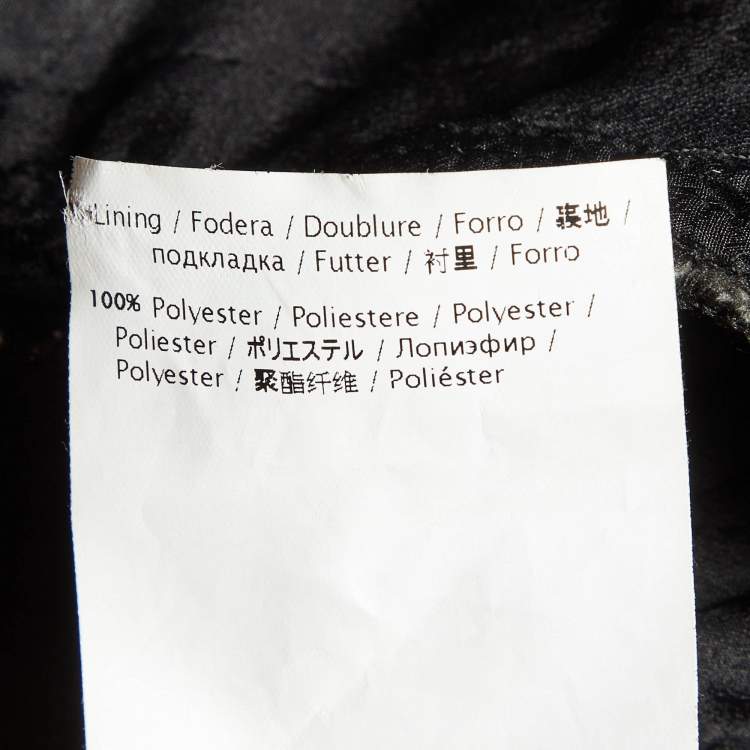 Lining / Fodera / Doublure / Forro / 裏地 /
подкладка / Futter / 衬里 / Forro
100% Polyester / Poliestere / Polyester /
Poliester / ポリエステル / Лопиэфир /
Polyester / 聚酯纤维 / Poliéster